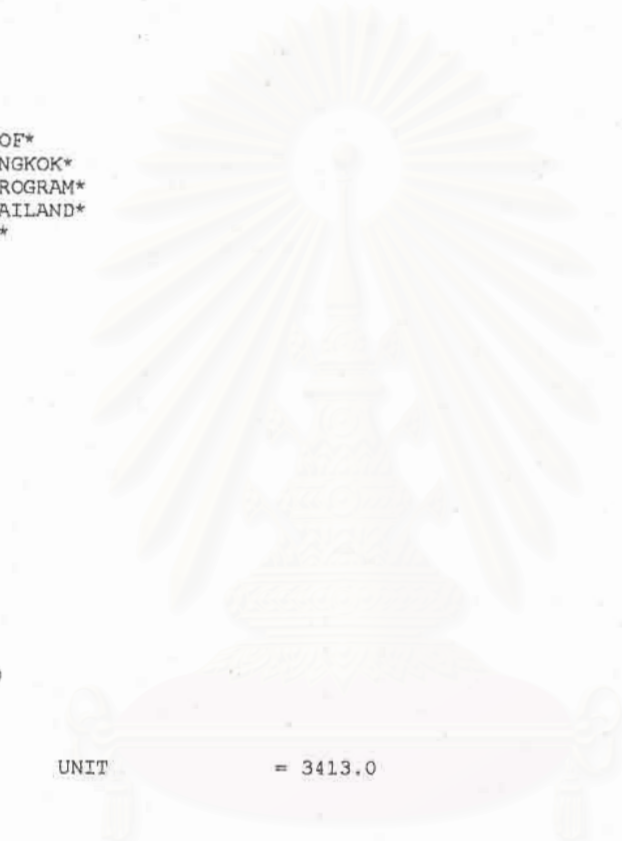 OF*
NGKOK*
ROGRAM*
AILAND*
*
)
UNIT = 3413.0